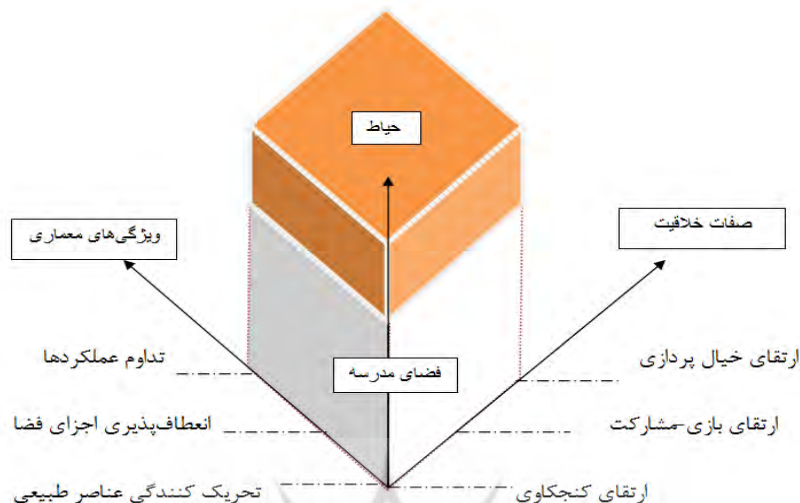 حیاط
صفات خلاقیت
ویژگی‌های معماری
ارتقای خیال پردازی
فضای مدرسه
تداوم عملکردها
ارتقای بازی-مشارکت
انعطاف‌پذیری اجزای فضا
ارتقای کنجکاوی
تحریک کنندگی عناصر طبیعی